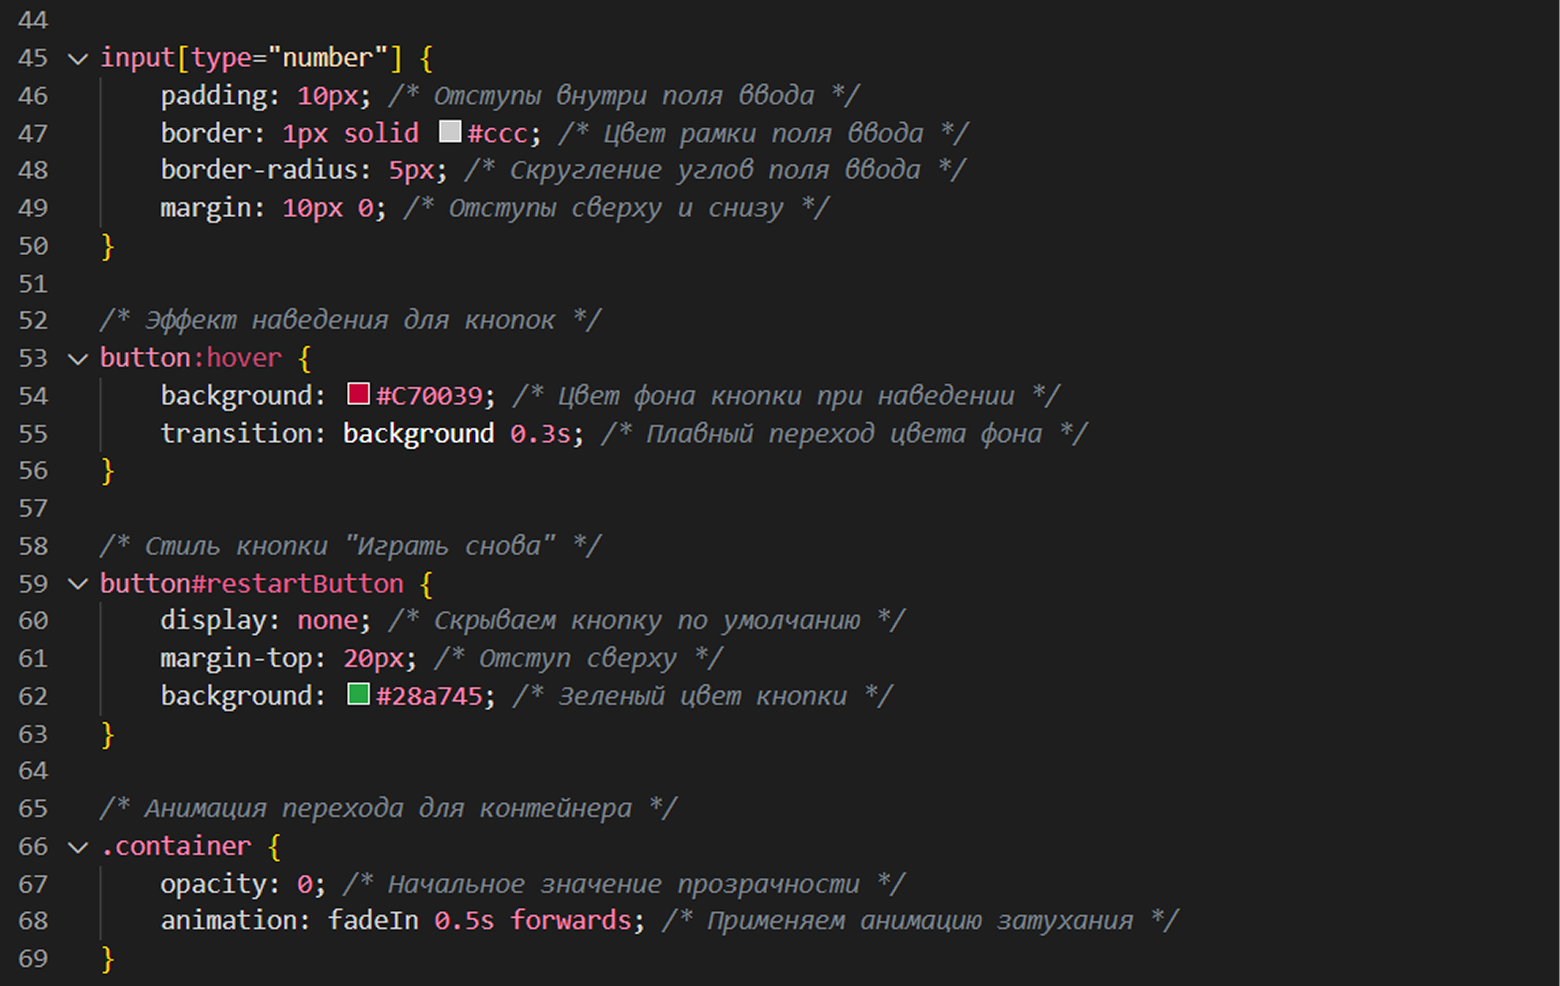 44
45 input[type="number"] {
46 padding: 10px; /* Отступы внутри поля ввода */
47 border: 1px solid #ccc; /* Цвет рамки поля ввода */
48 border-radius: 5px; /* Скругление углов поля ввода */
49 margin: 10px 0; /* Отступы сверху и снизу */
50 }
51
52 /* Эффект наведения для кнопок */
53 button:hover {
54 background: #C70039; /* Цвет фона кнопки при наведении */
55 transition: background 0.3s; /* Плавный переход цвета фона */
56 }
57
58 /* Стиль кнопки "Играть снова" */
59 button#restartButton {
60 display: none; /* Скрываем кнопку по умолчанию */
61 margin-top: 20px; /* Отступ сверху */
62 background: #28a745; /* Зеленый цвет кнопки */
63 }
64
65 /* Анимация перехода для контейнера */
66 .container {
67 opacity: 0; /* Начальное значение прозрачности */
68 animation: fadeIn 0.5s forwards; /* Применяем анимацию затухания */
69 }